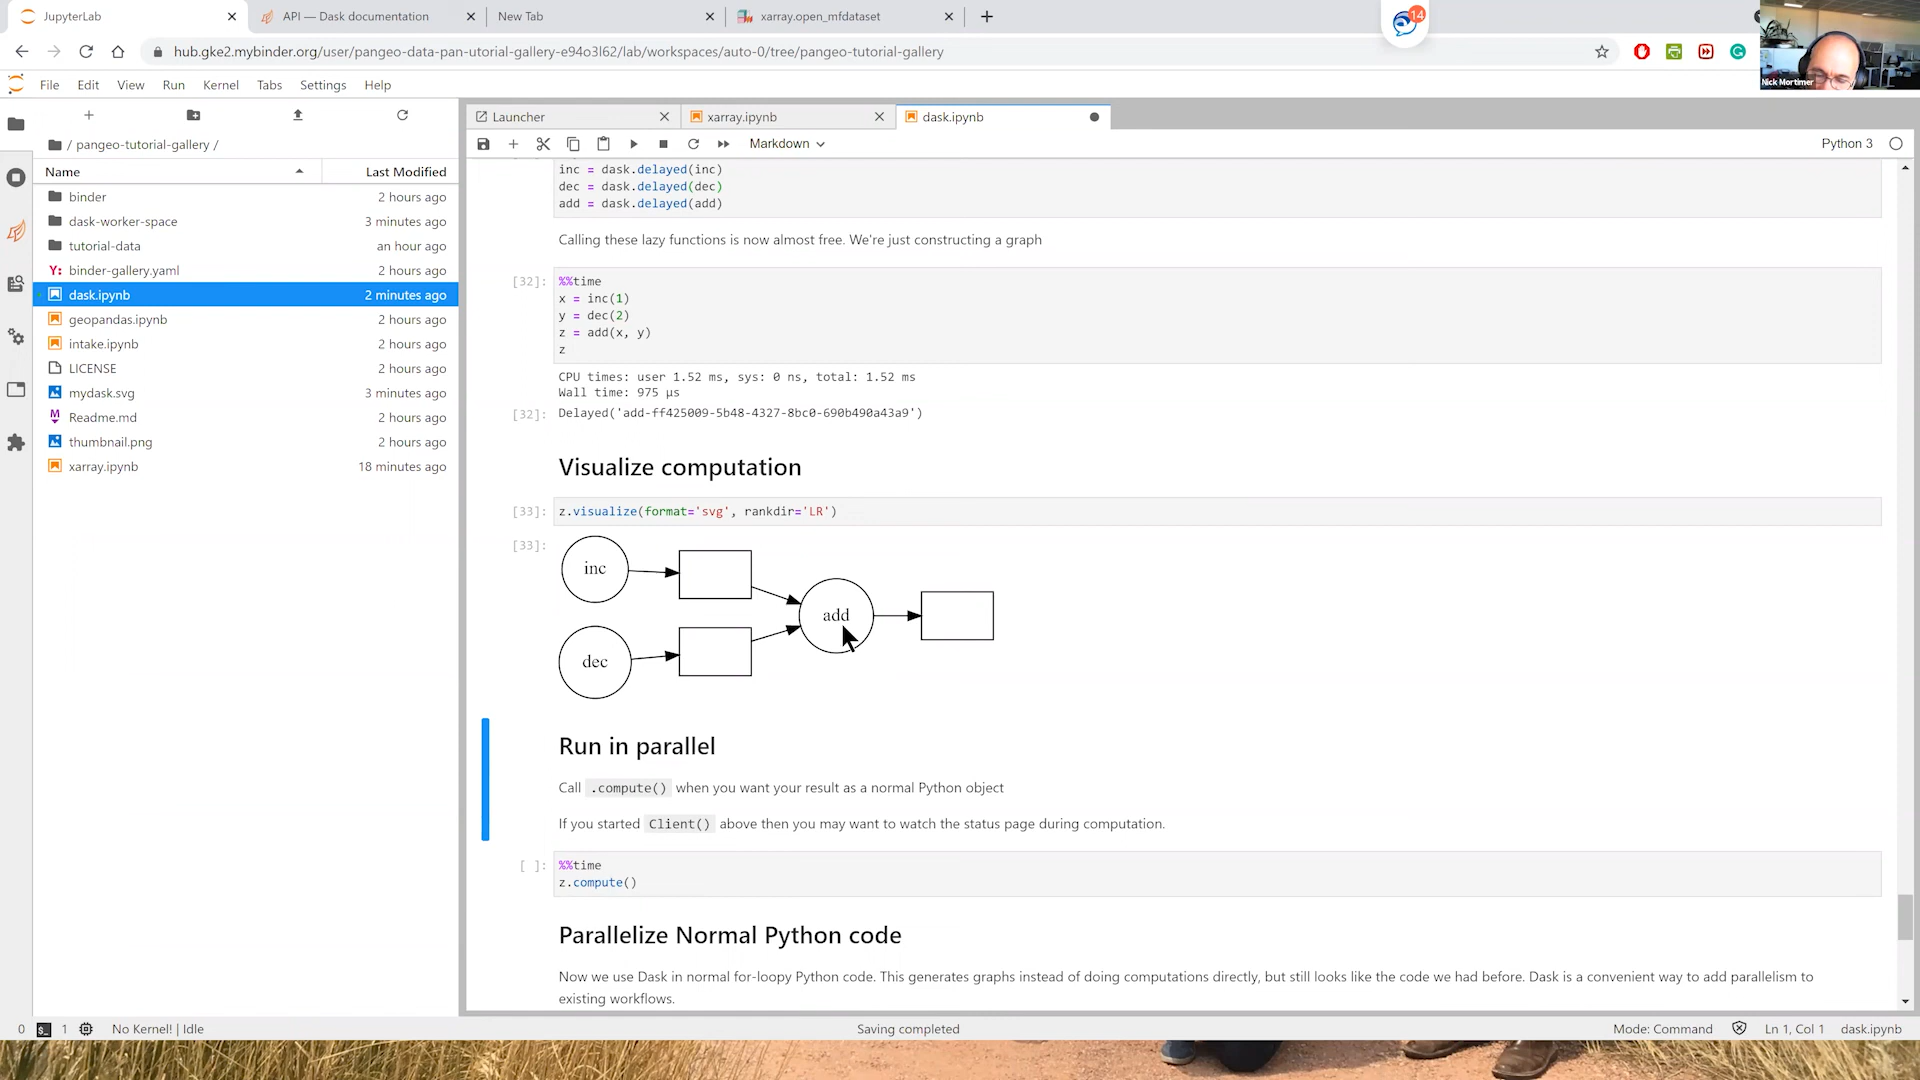 JupyterLab
API — Dask documentation
New Tab
xarray.open_mfdataset
14
hub.gke2.mybinder.org/user/pangeo-data-pan-utorial-gallery-e94o3l62/lab/workspaces/auto-0/tree/pangeo-tutorial-gallery
Nick Mortimer
File Edit View Run Kernel Tabs Settings Help
/ pangeo-tutorial-gallery /
Name Last Modified
binder 2 hours ago
dask-worker-space 3 minutes ago
tutorial-data an hour ago
Y: binder-gallery.yaml 2 hours ago
dask.ipynb 2 minutes ago
geopandas.ipynb 2 hours ago
intake.ipynb 2 hours ago
LICENSE 2 hours ago
mydask.svg 3 minutes ago
Readme.md 2 hours ago
thumbnail.png 2 hours ago
xarray.ipynb 18 minutes ago
Launcher
xarray.ipynb
dask.ipynb
Markdown
Python 3
inc = dask.delayed(inc)
dec = dask.delayed(dec)
add = dask.delayed(add)
Calling these lazy functions is now almost free. We're just constructing a graph
[32]: %%time
x = inc(1)
y = dec(2)
z = add(x, y)
z
CPU times: user 1.52 ms, sys: 0 ns, total: 1.52 ms
Wall time: 975 µs
[32]: Delayed('add-ff425009-5b48-4327-8bc0-690b490a43a9')
Visualize computation
[33]: z.visualize(format='svg', rankdir='LR')
[33]:
inc
add
dec
Run in parallel
Call .compute() when you want your result as a normal Python object
If you started Client() above then you may want to watch the status page during computation.
[ ]: %%time
z.compute()
Parallelize Normal Python code
Now we use Dask in normal for-loopy Python code. This generates graphs instead of doing computations directly, but still looks like the code we had before. Dask is a convenient way to add parallelism to
existing workflows.
0 1 No Kernel! | Idle
Saving completed
Mode: Command Ln 1, Col 1 dask.ipynb